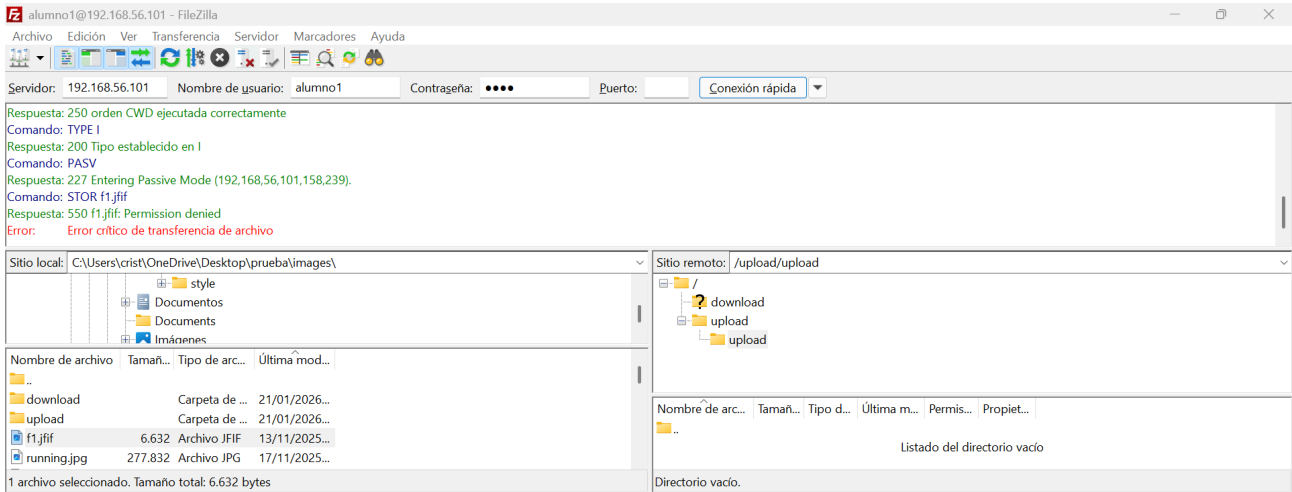 alumno1@192.168.56.101 - FileZilla
Archivo Edición Ver Transferencia Servidor Marcadores Ayuda
Servidor: 192.168.56.101 Nombre de usuario: alumno1 Contraseña: ●●●● Puerto: Conexión rápida
Respuesta: 250 orden CWD ejecutada correctamente
Comando: TYPE I
Respuesta: 200 Tipo establecido en I
Comando: PASV
Respuesta: 227 Entering Passive Mode (192,168,56,101,158,239).
Comando: STOR f1.jfif
Respuesta: 550 f1.jfif: Permission denied
Error: Error crítico de transferencia de archivo
Sitio local: C:\Users\crist\OneDrive\Desktop\prueba\images\
style
Documentos
Documents
Imágenes
Nombre de archivo Tamañ... Tipo de arc... Última mod...
..
download Carpeta de ... 21/01/2026...
upload Carpeta de ... 21/01/2026...
f1.jfif 6.632 Archivo JFIF 13/11/2025...
running.jpg 277.832 Archivo JPG 17/11/2025...
1 archivo seleccionado. Tamaño total: 6.632 bytes
Sitio remoto: /upload/upload
/
download
upload
upload
Nombre de arc... Tamañ... Tipo d... Última m... Permis... Propiet...
..
Listado del directorio vacío
Directorio vacío.